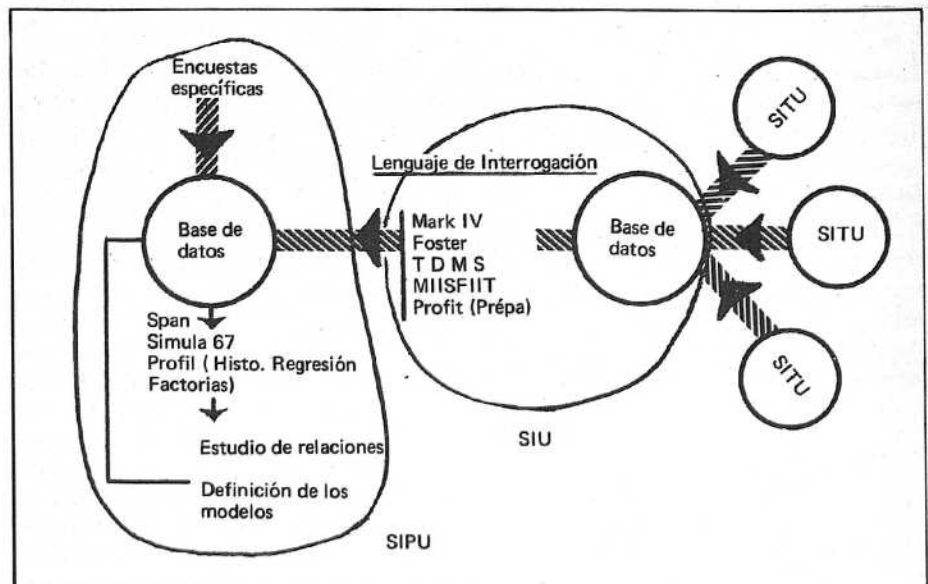 Encuestas
específicas
Base de
datos
Span
Simula 67
Profil ( Histo. Regresión
Factorias)
Estudio de relaciones
Definición de los
modelos
SIPU
Lenguaje de Interrogación
Mark IV
Foster
T D M S
MIISFIIT
Profit (Prépa)
Base de
datos
SIU
SITU
SITU
SITU